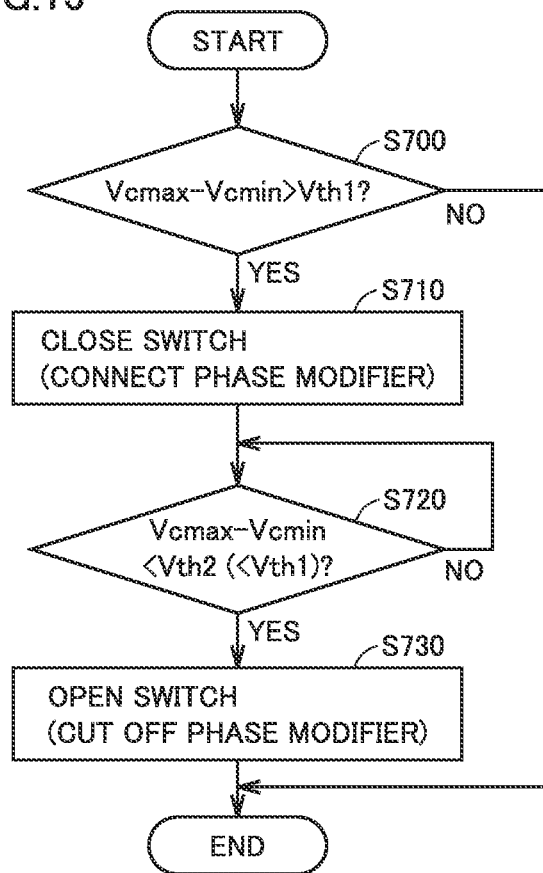 START
S700
Vcmax-Vcmin>Vth1?
NO
YES
S710
CLOSE SWITCH
(CONNECT PHASE MODIFIER)
S720
Vcmax-Vcmin
<Vth2 (<Vth1)?
NO
YES
S730
OPEN SWITCH
(CUT OFF PHASE MODIFIER)
END